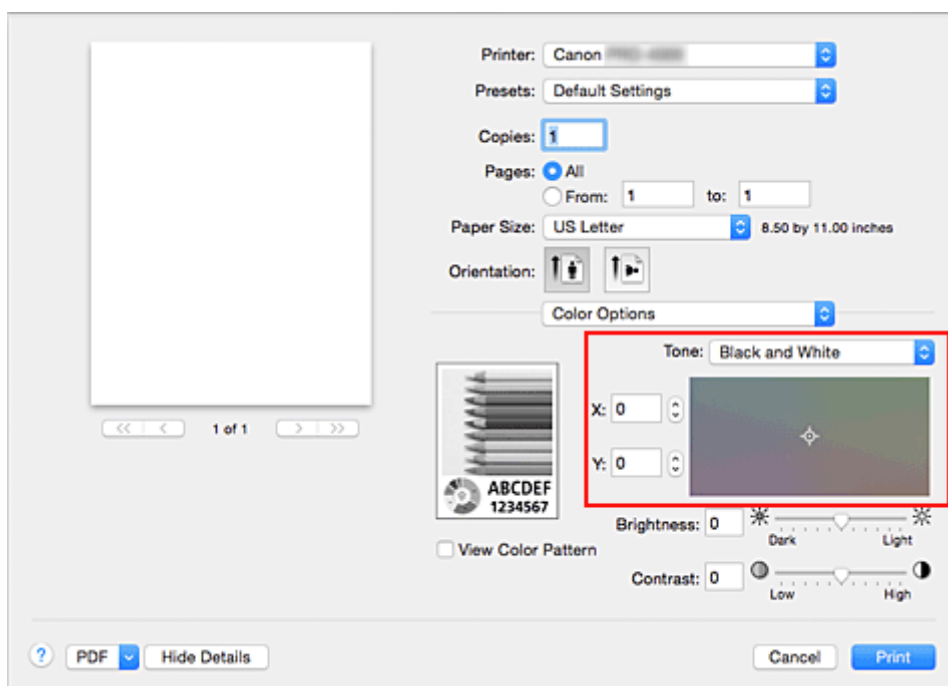 Printer: Canon
Presets: Default Settings
Copies: 1
Pages: All
From: 1 to: 1
Paper Size: US Letter 8.50 by 11.00 inches
Orientation:
Color Options
Tone: Black and White
X: 0
Y: 0
1 of 1
ABCDEF
1234567
View Color Pattern
Brightness: 0
Dark Light
Contrast: 0
Low High
? PDF Hide Details Cancel Print